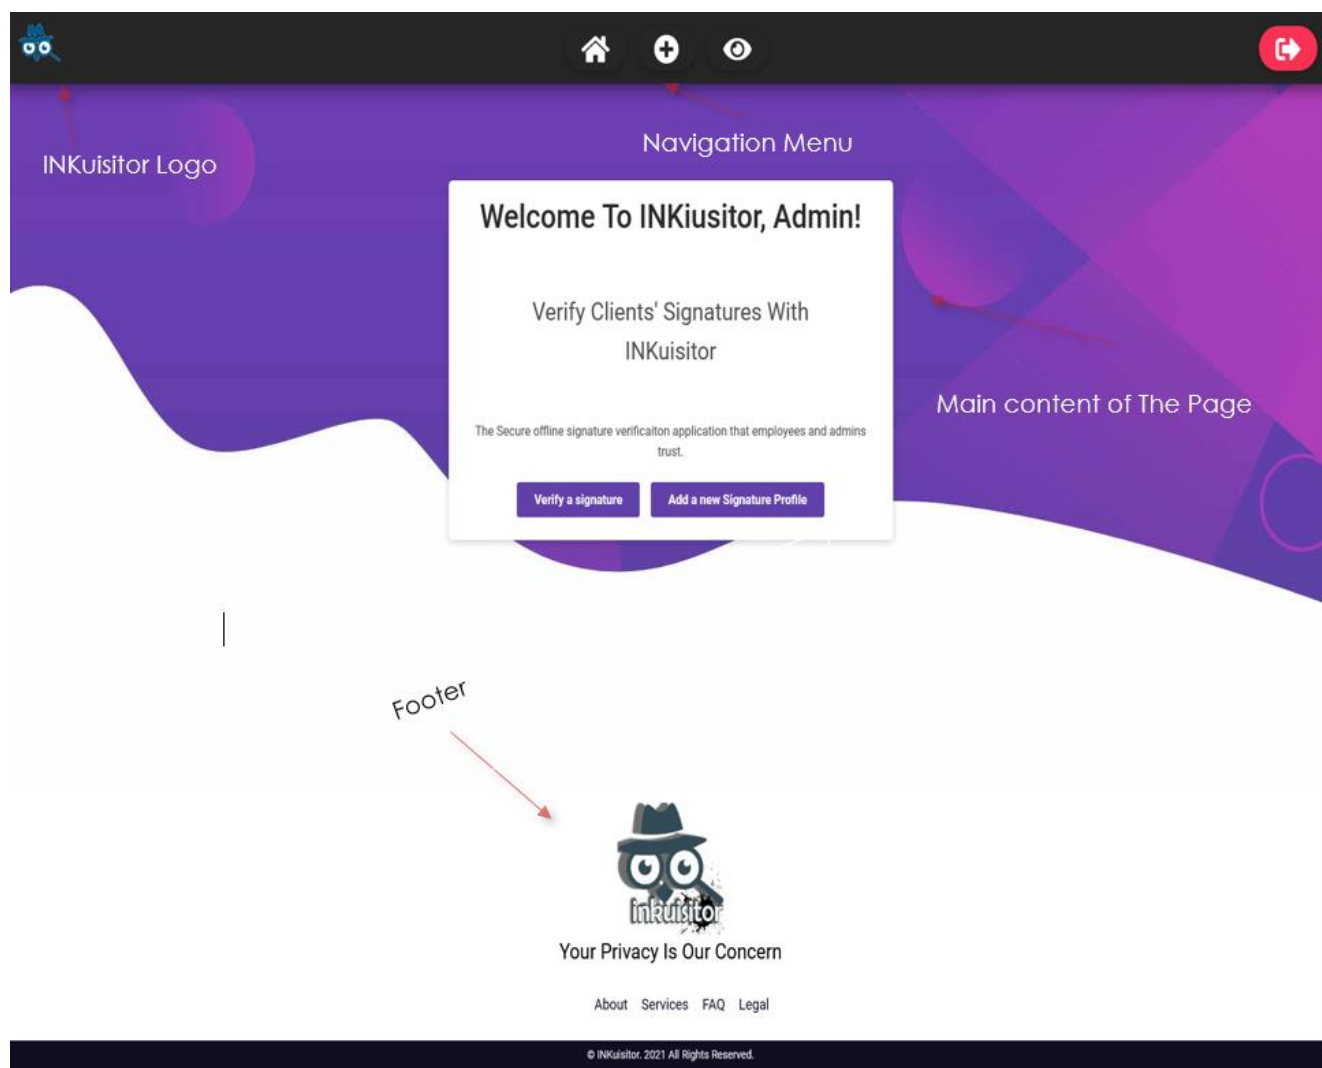 Navigation Menu
INKuisitor Logo
Welcome To INKiusitor, Admin!
Verify Clients' Signatures With
INKuisitor
Main content of The Page
The Secure offline signature verificaiton application that employees and admins
trust.
Verify a signature
Add a new Signature Profile
Footer
inkuisitor
Your Privacy Is Our Concern
About Services FAQ Legal
© INKuisitor. 2021 All Rights Reserved.